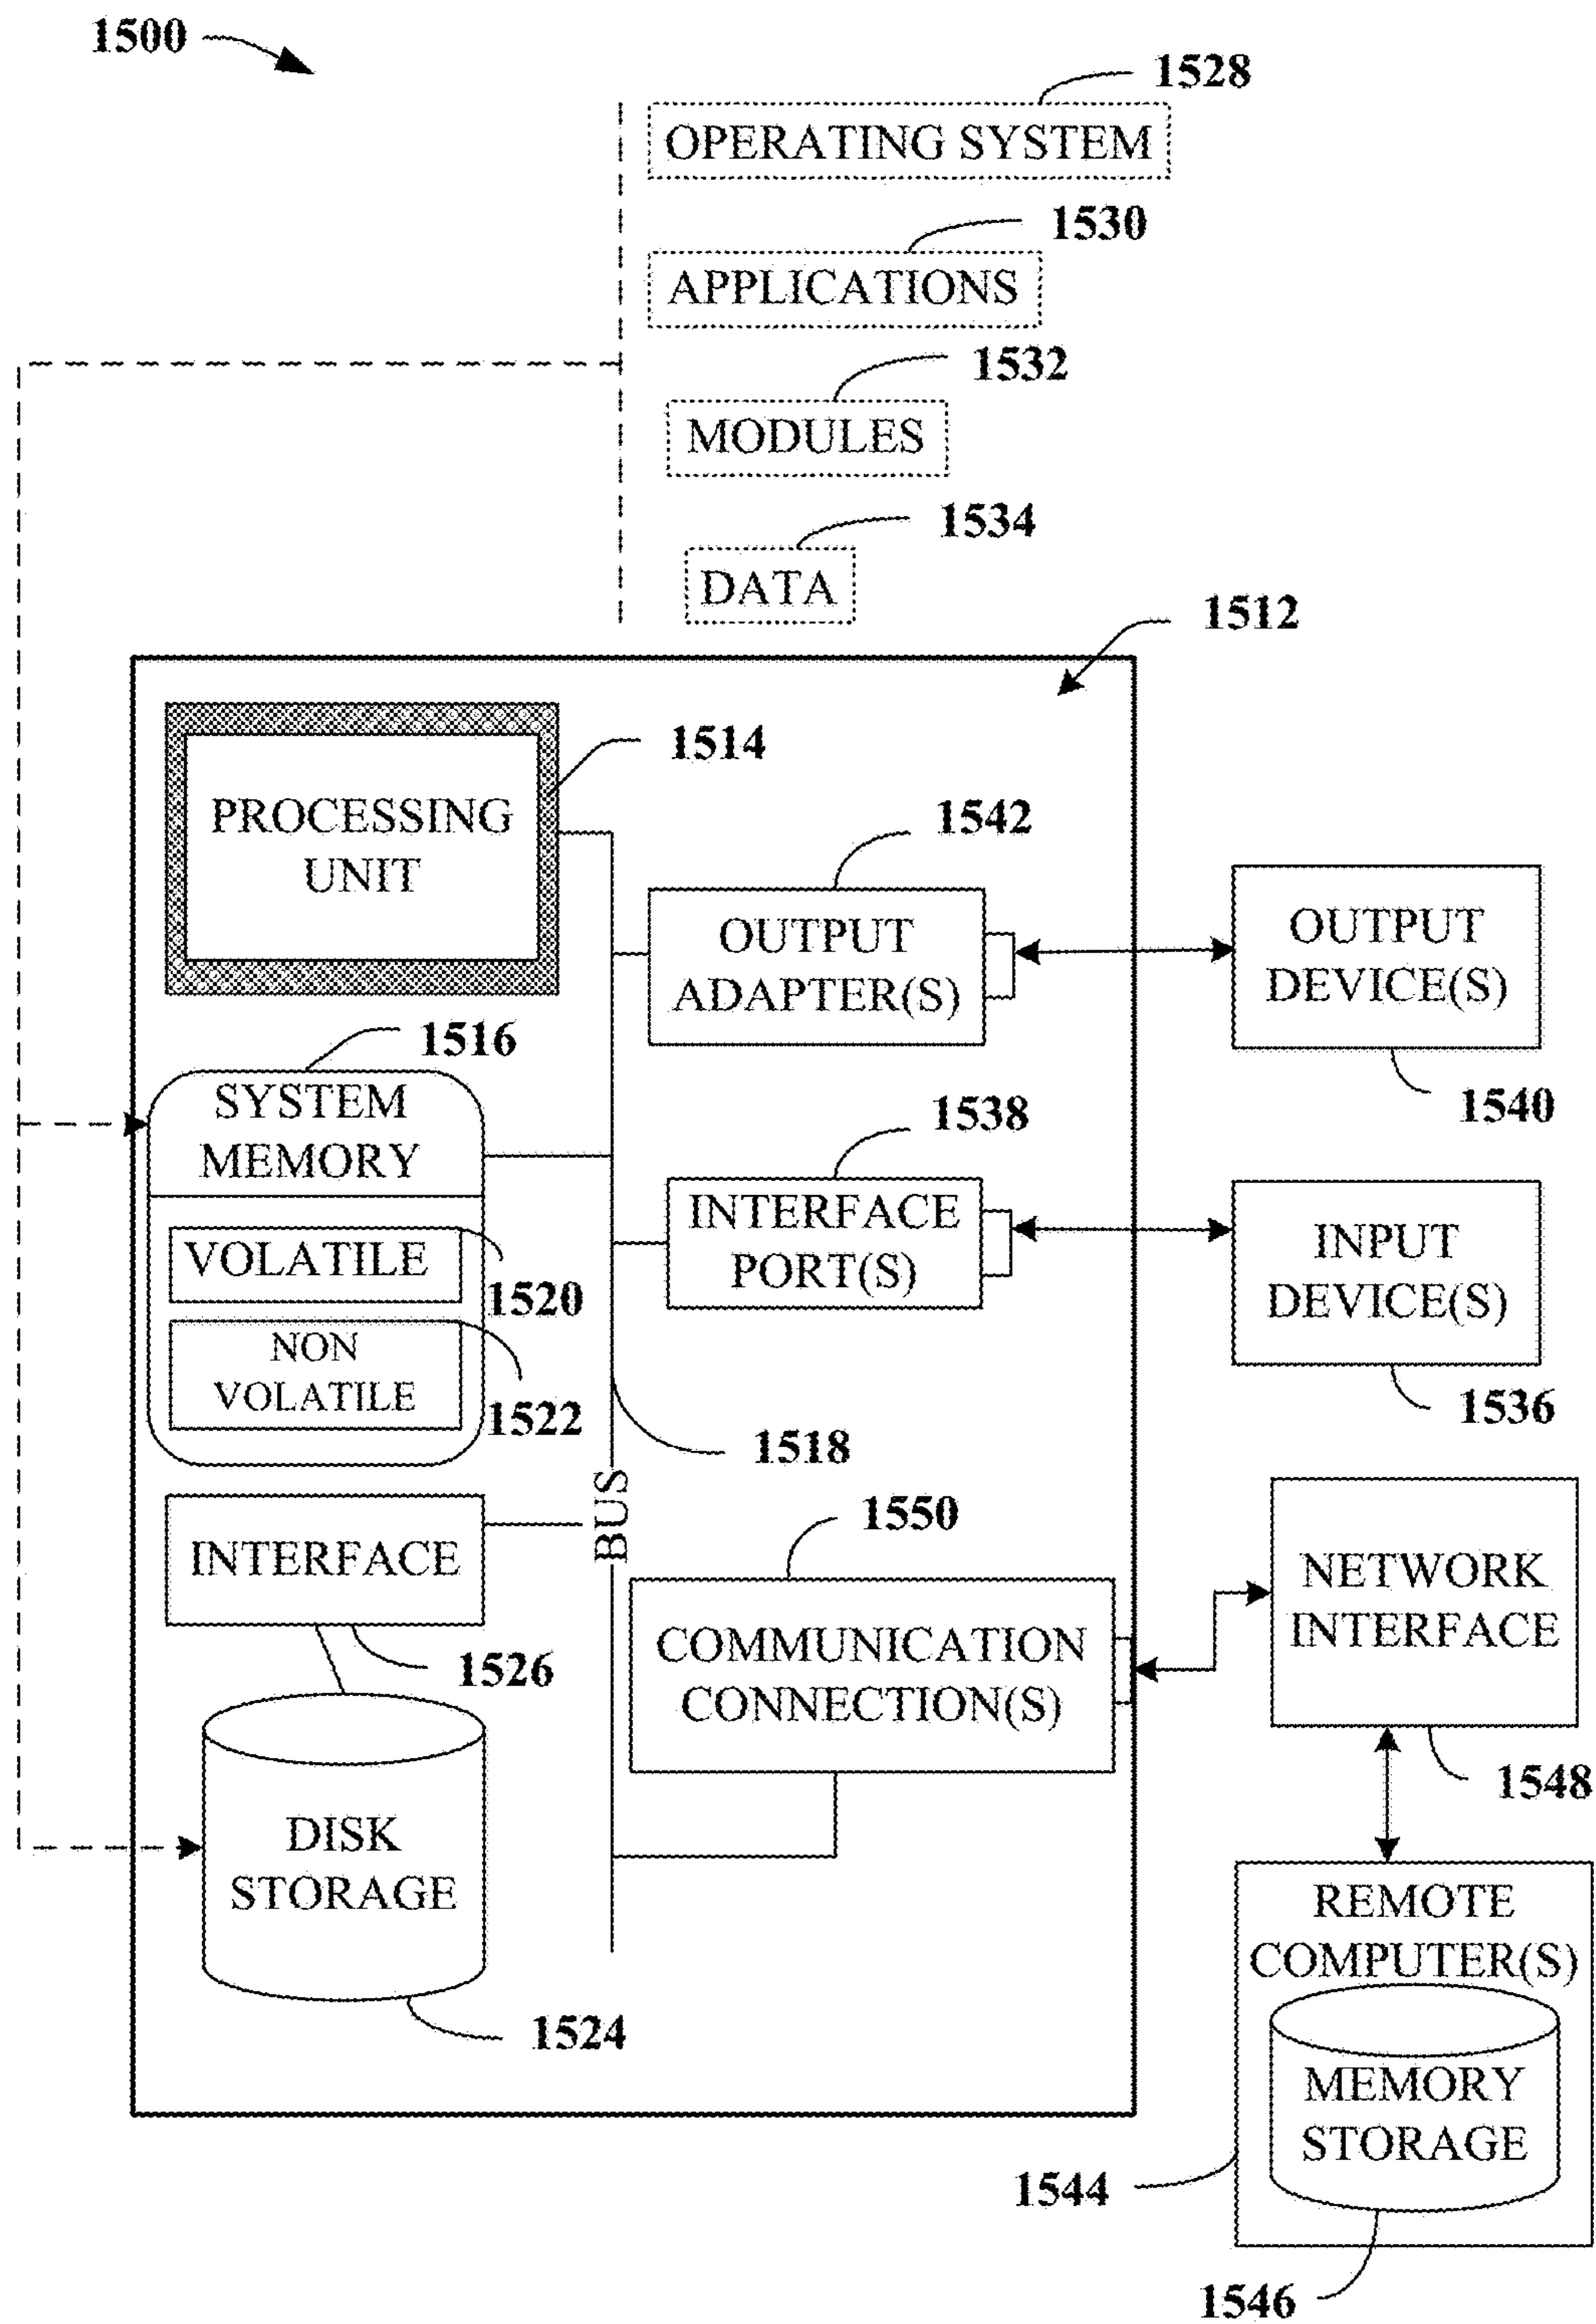 1500
1528
OPERATING SYSTEM
1530
APPLICATIONS
1532
MODULES
1534
DATA
1512
PROCESSING
UNIT
1514
1542
OUTPUT
ADAPTER(S)
OUTPUT
DEVICE(S)
1540
1516
SYSTEM
MEMORY
VOLATILE
1520
NON
VOLATILE
1522
1538
INTERFACE
PORT(S)
INPUT
DEVICE(S)
1536
1518
BUS
INTERFACE
1526
1550
COMMUNICATION
CONNECTION(S)
NETWORK
INTERFACE
1548
DISK
STORAGE
1524
REMOTE
COMPUTER(S)
MEMORY
STORAGE
1544
1546